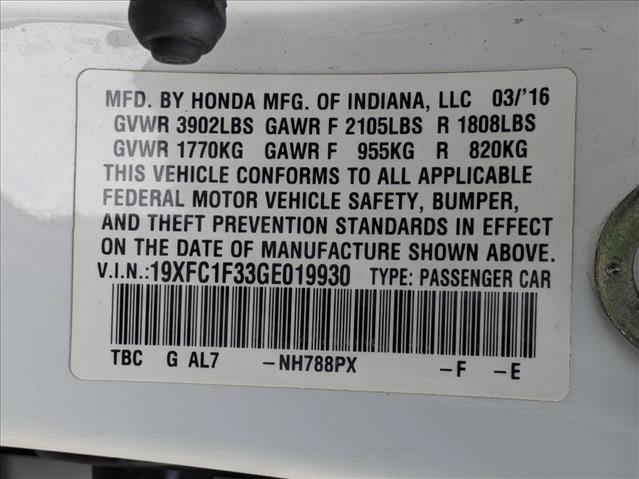 MFD. BY HONDA MFG. OF INDIANA, LLC 03/'16
GVWR 3902LBS GAWR F 2105LBS R 1808LBS
GVWR 1770KG GAWR F 955KG R 820KG
THIS VEHICLE CONFORMS TO ALL APPLICABLE
FEDERAL MOTOR VEHICLE SAFETY, BUMPER,
AND THEFT PREVENTION STANDARDS IN EFFECT
ON THE DATE OF MANUFACTURE SHOWN ABOVE.
V.I.N.:19XFC1F33GE019930 TYPE: PASSENGER CAR
TBC G AL7 -NH788PX -F -E